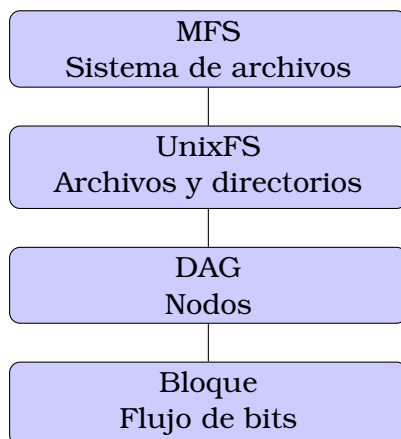 MFS
Sistema de archivos
UnixFS
Archivos y directorios
DAG
Nodos
Bloque
Flujo de bits